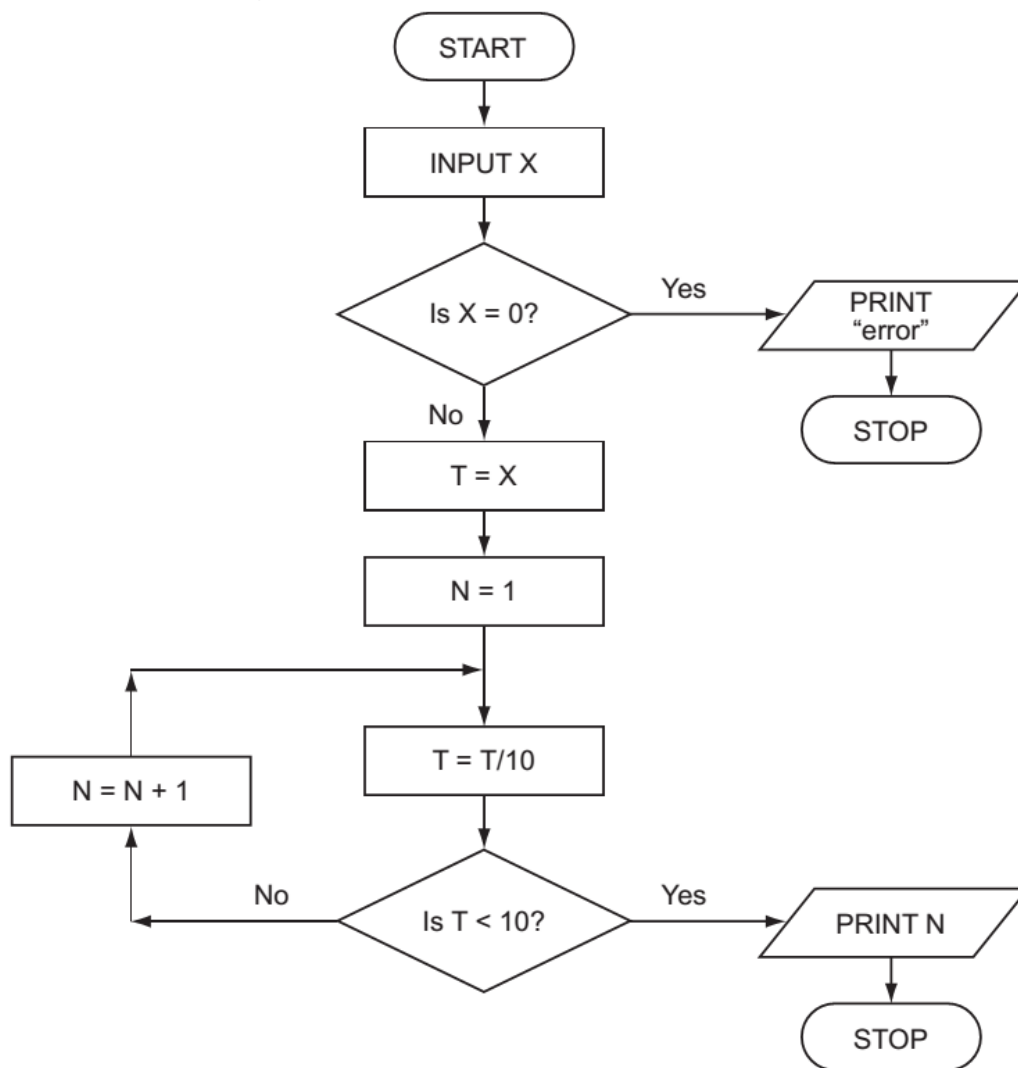 START
INPUT X
Is X = 0?
Yes
PRINT
“error”
STOP
No
T = X
N = 1
T = T/10
N = N + 1
Is T < 10?
No
Yes
PRINT N
STOP